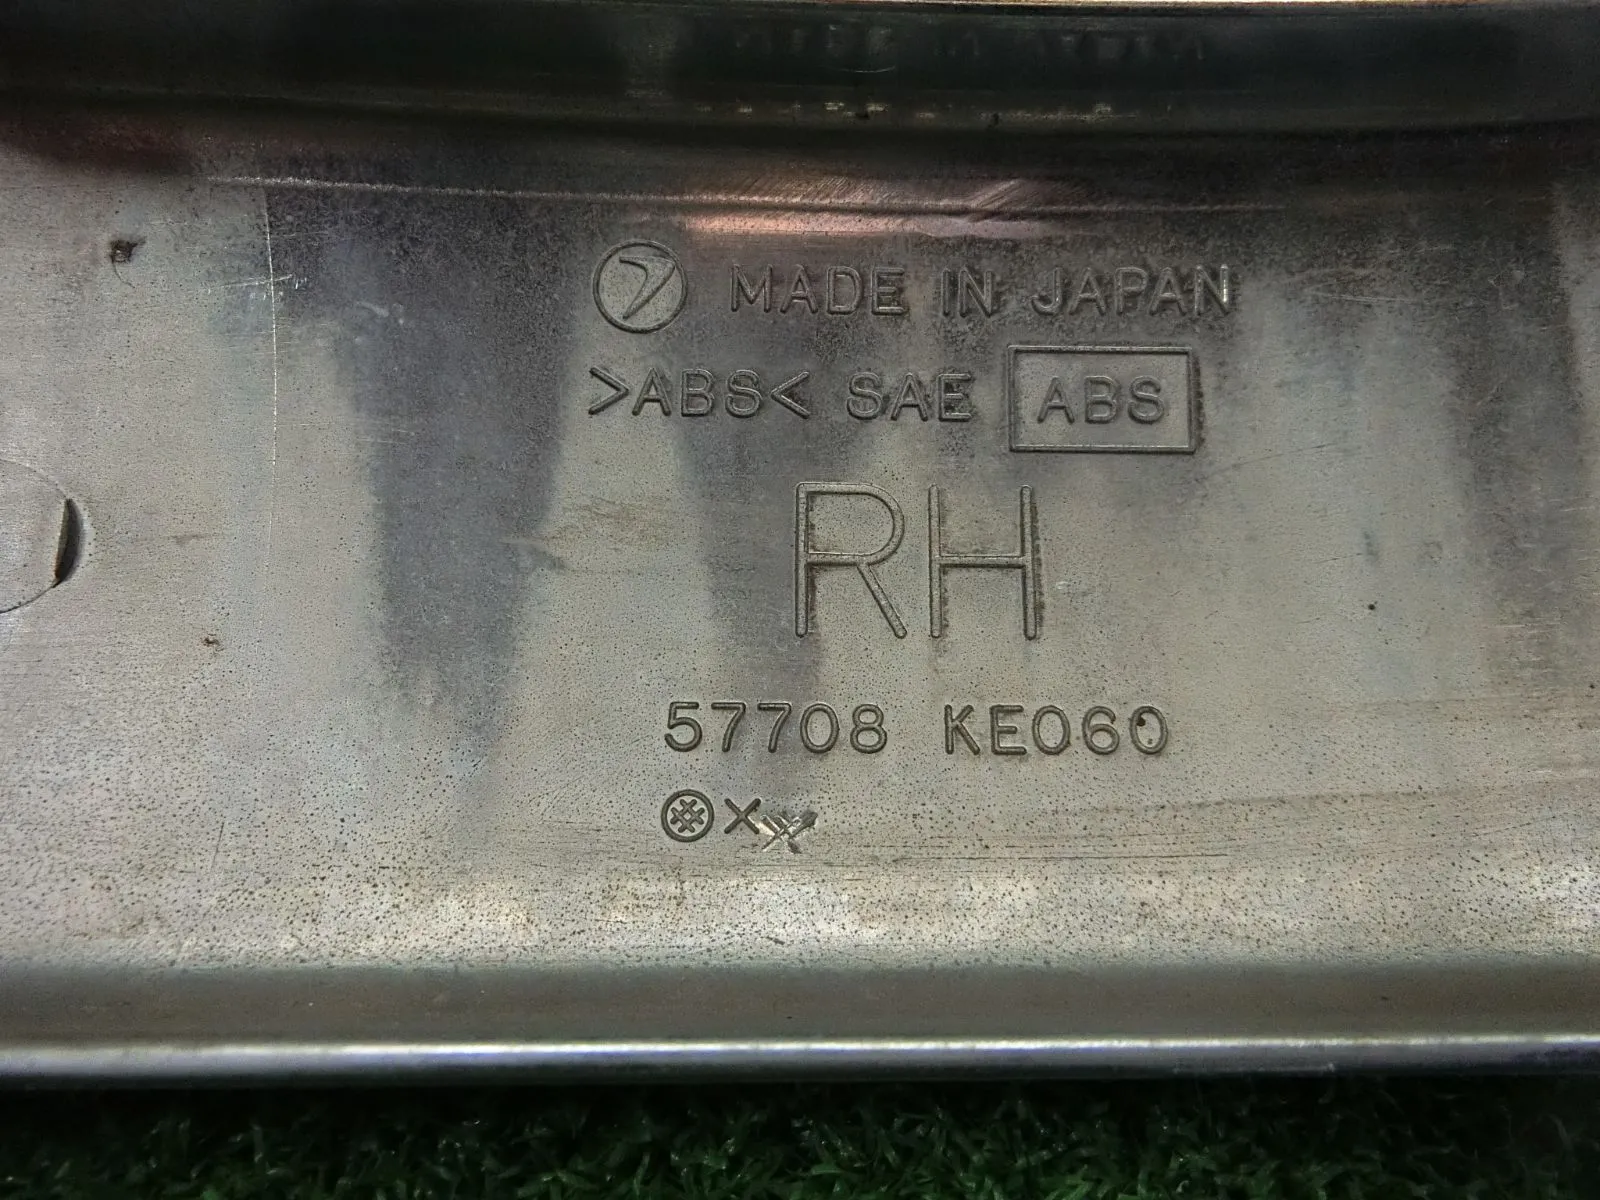 MADE IN JAPAN
>ABS< SAE ABS
RH
57708 KE060